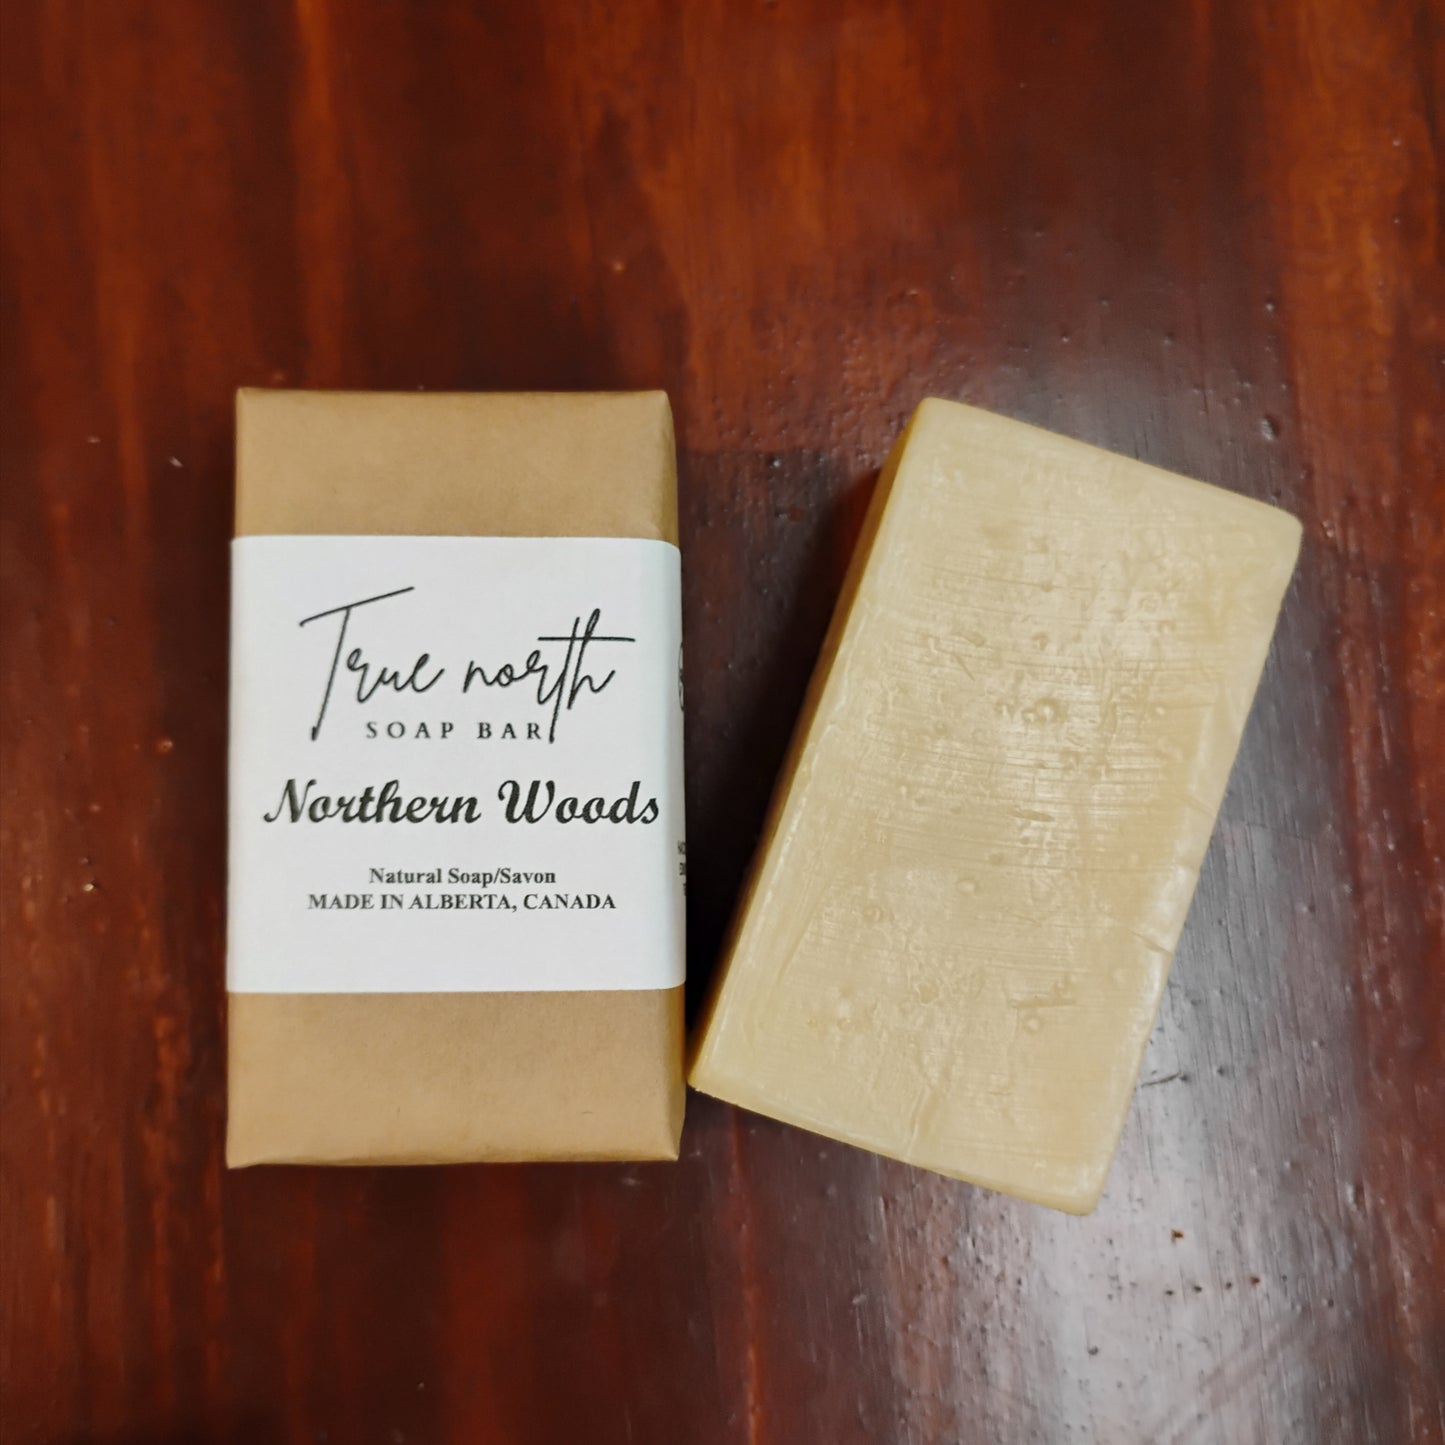 True north
SOAP BAR
Northern Woods
Natural Soap/Savon
MADE IN ALBERTA, CANADA